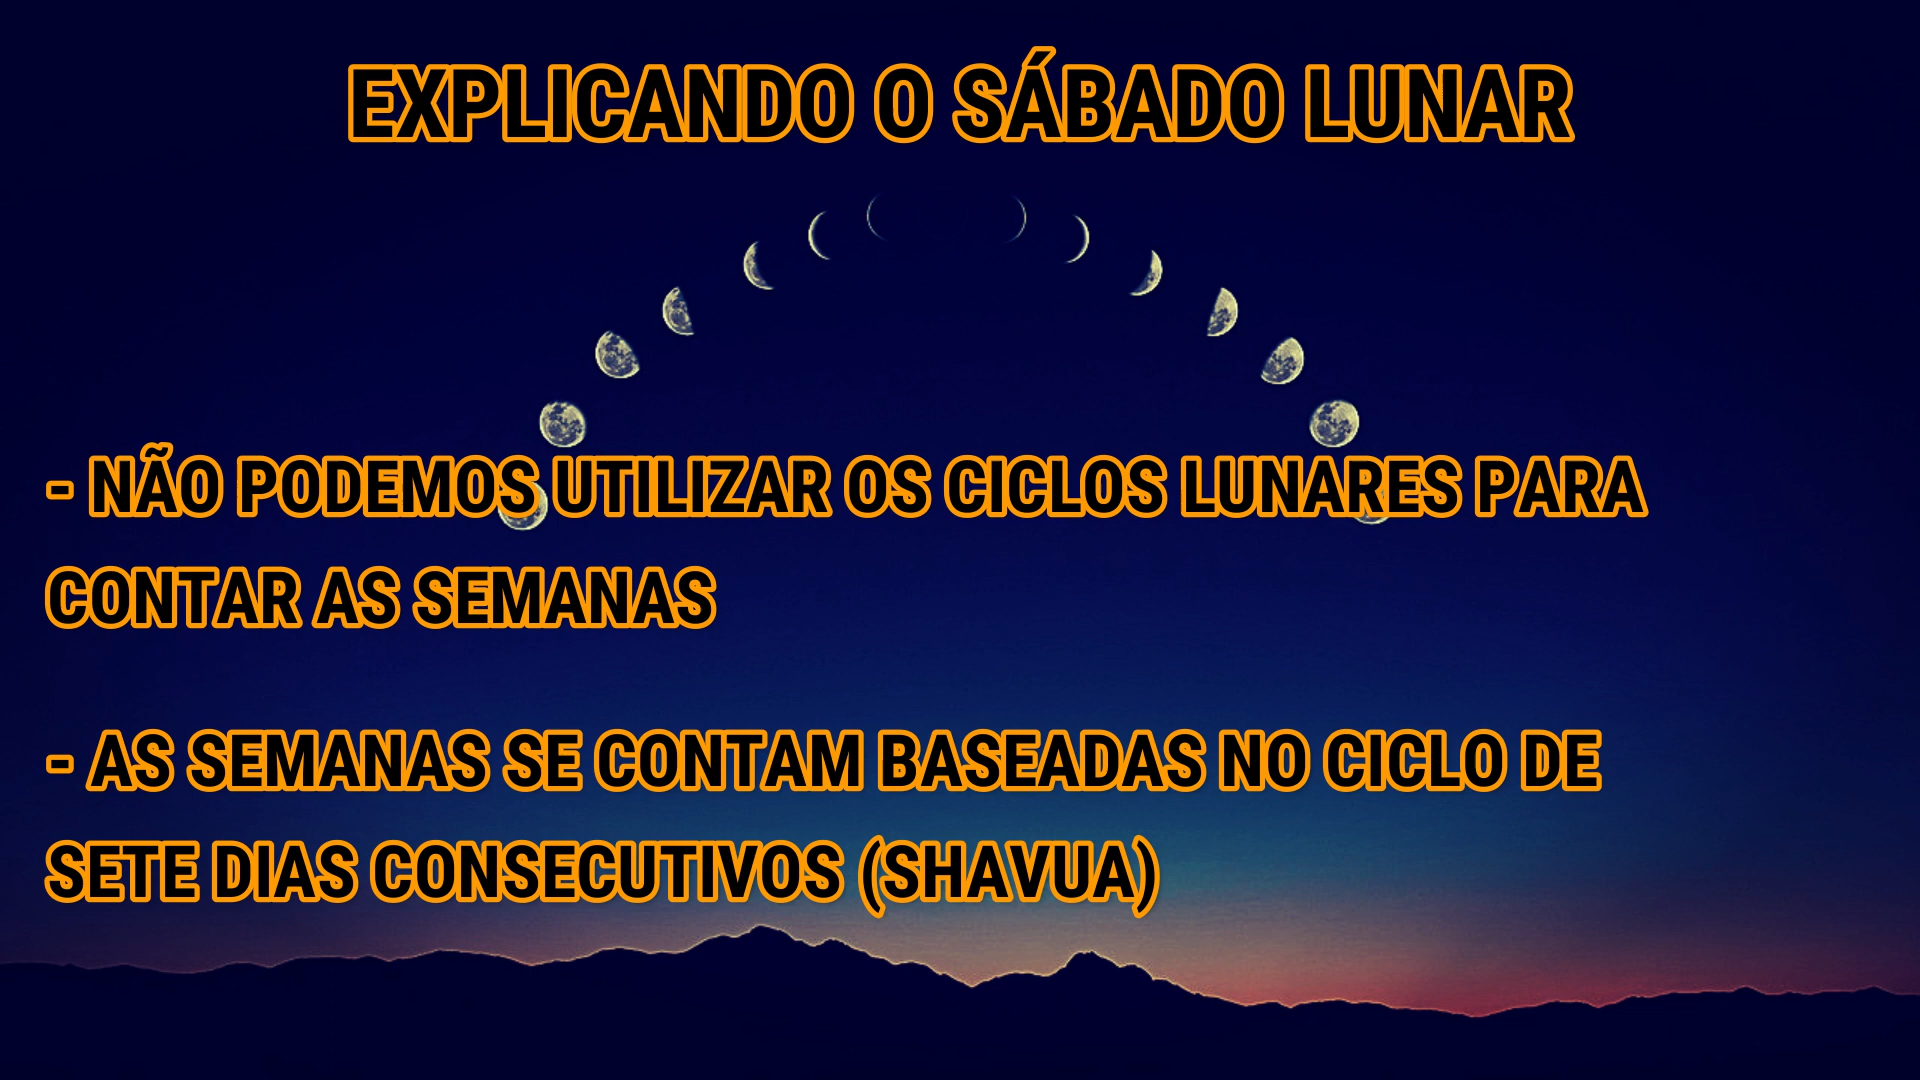 EXPLICANDO O SÁBADO LUNAR
- NÃO PODEMOS UTILIZAR OS CICLOS LUNARES PARA
CONTAR AS SEMANAS
- AS SEMANAS SE CONTAM BASEADAS NO CICLO DE
SETE DIAS CONSECUTIVOS (SHAVUA)